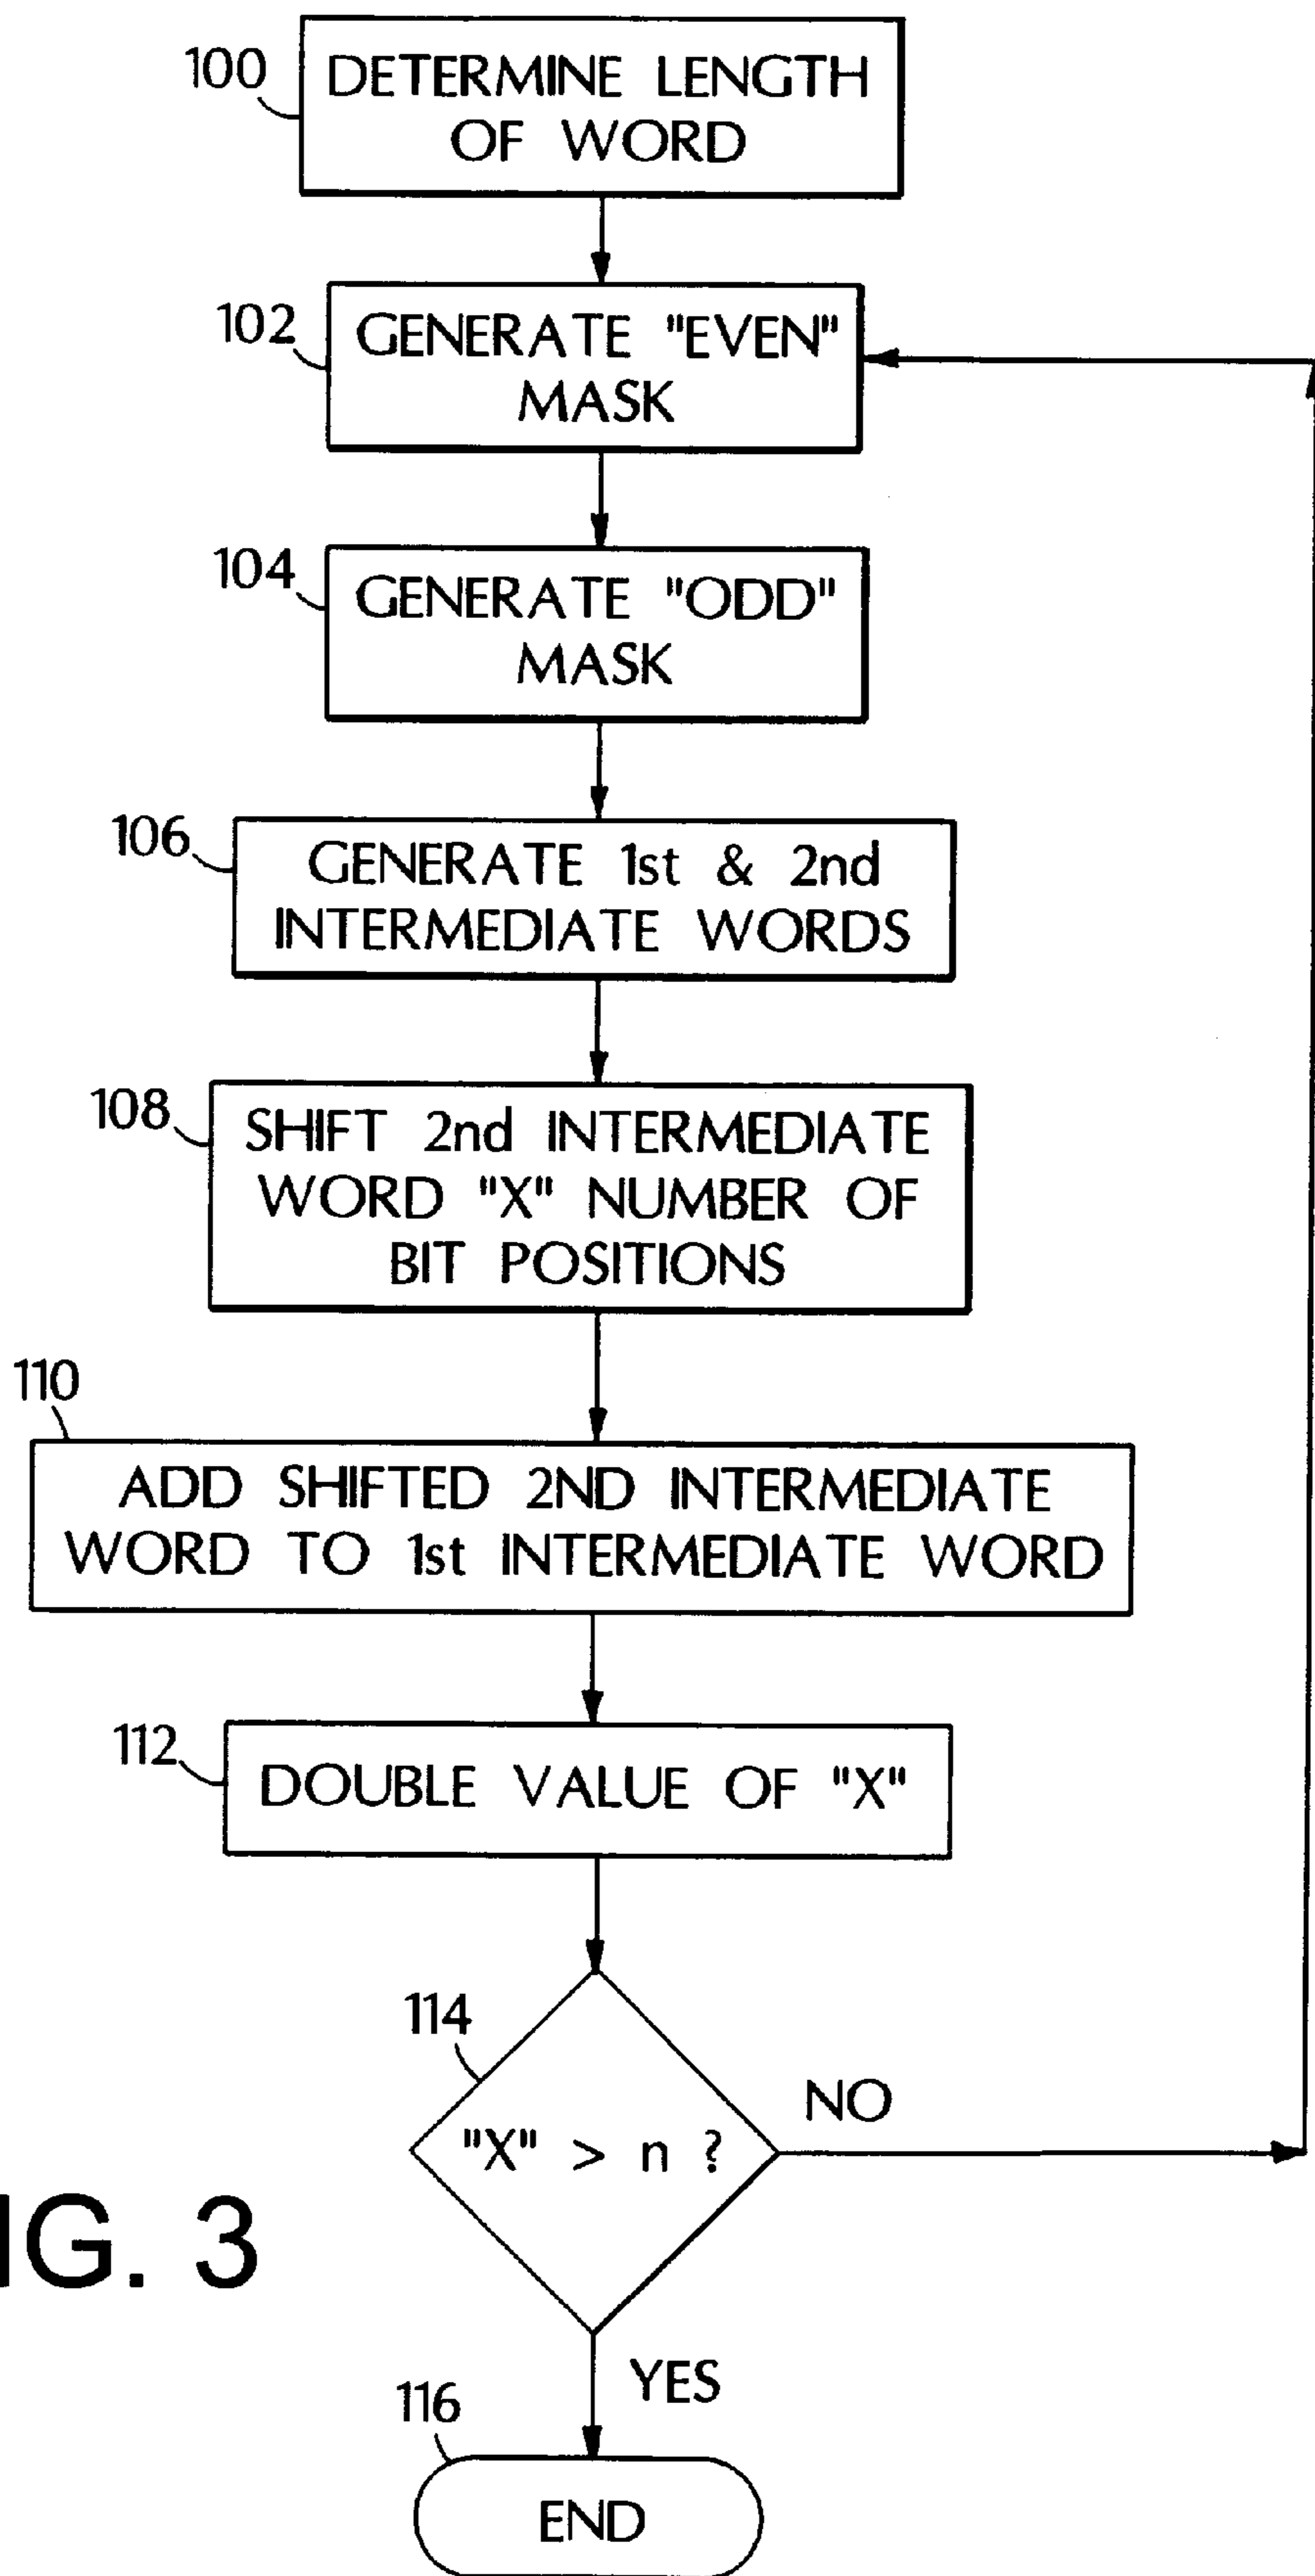 100
DETERMINE LENGTH
OF WORD
102
GENERATE "EVEN"
MASK
104
GENERATE "ODD"
MASK
106
GENERATE 1st & 2nd
INTERMEDIATE WORDS
108
SHIFT 2nd INTERMEDIATE
WORD "X" NUMBER OF
BIT POSITIONS
110
ADD SHIFTED 2ND INTERMEDIATE
WORD TO 1st INTERMEDIATE WORD
112
DOUBLE VALUE OF "X"
114
NO
"X" > n ?
IG. 3
YES
116
END